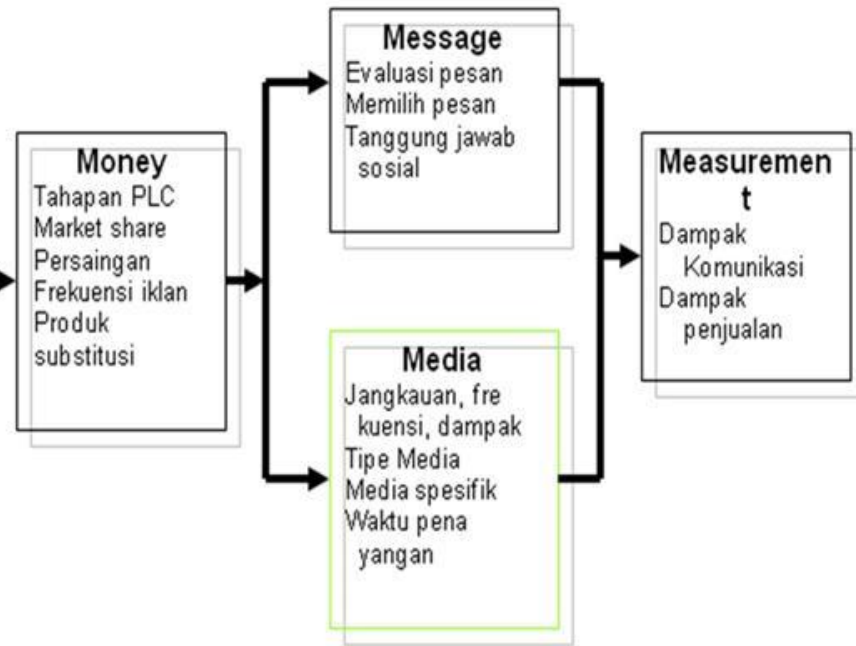 Money
Tahapan PLC
Market share
Persaingan
Frekuensi iklan
Produk
substitusi
Message
Evaluasi pesan
Memilih pesan
Tanggung jawab
sosial
Media
Jangkauan, fre
kuensi, dampak
Tipe Media
Media spesifik
Waktu pena
yangan
Measuremen
t
Dampak
Komunikasi
Dampak
penjualan